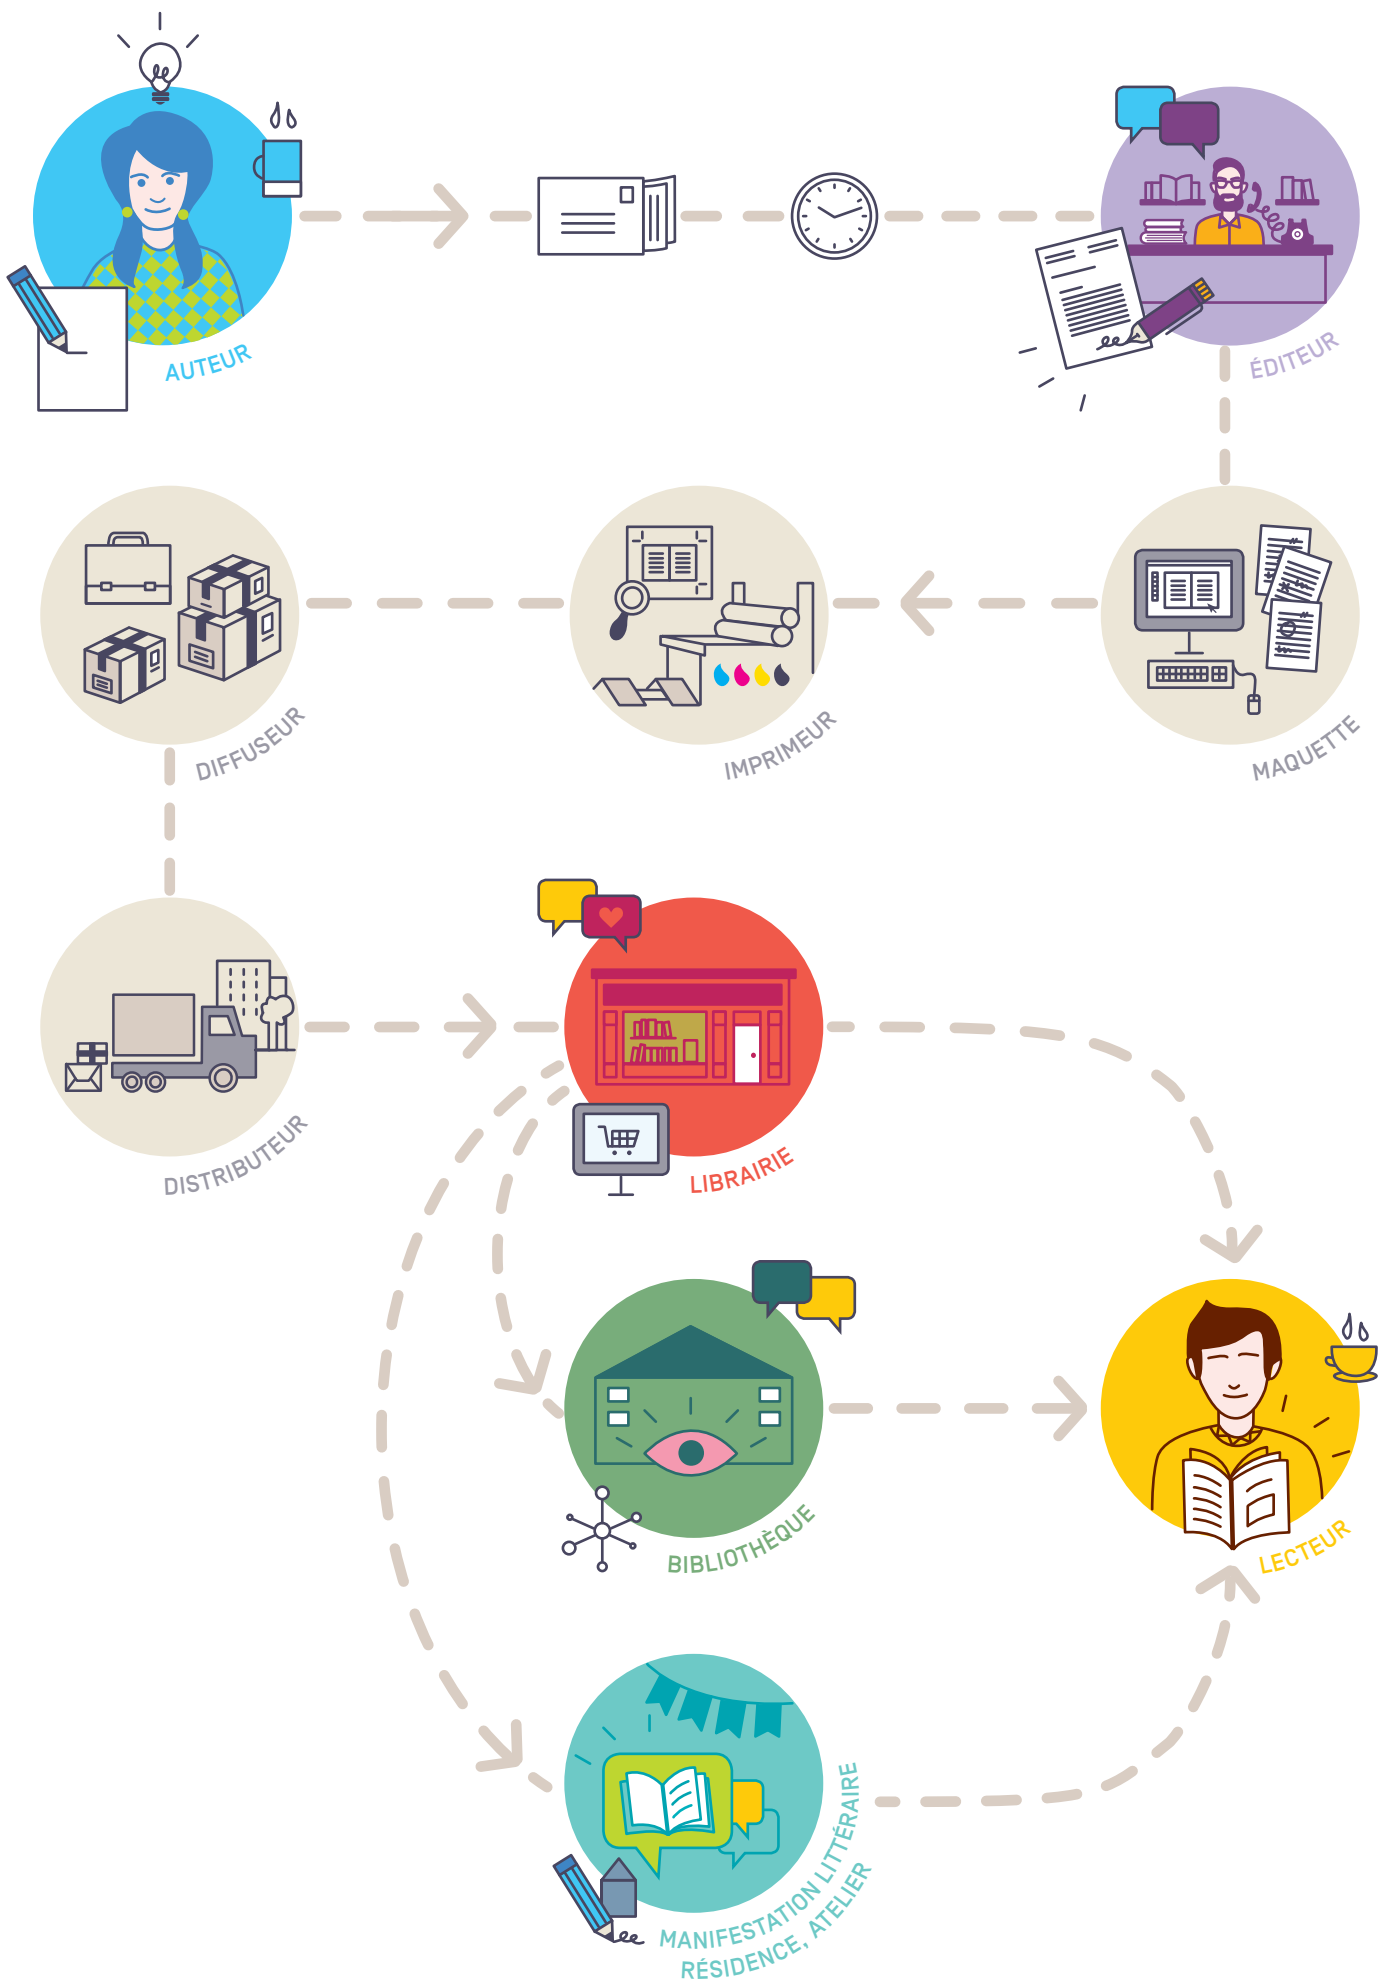 AUTEUR
ÉDITEUR
DIFFUSEUR
IMPRIMEUR
MAQUETTE
DISTRIBUTEUR
LIBRAIRIE
BIBLIOTHÈQUE
LECTEUR
MANIFESTATION LITTÉRAIRE
RÉSIDENCE, ATELIER